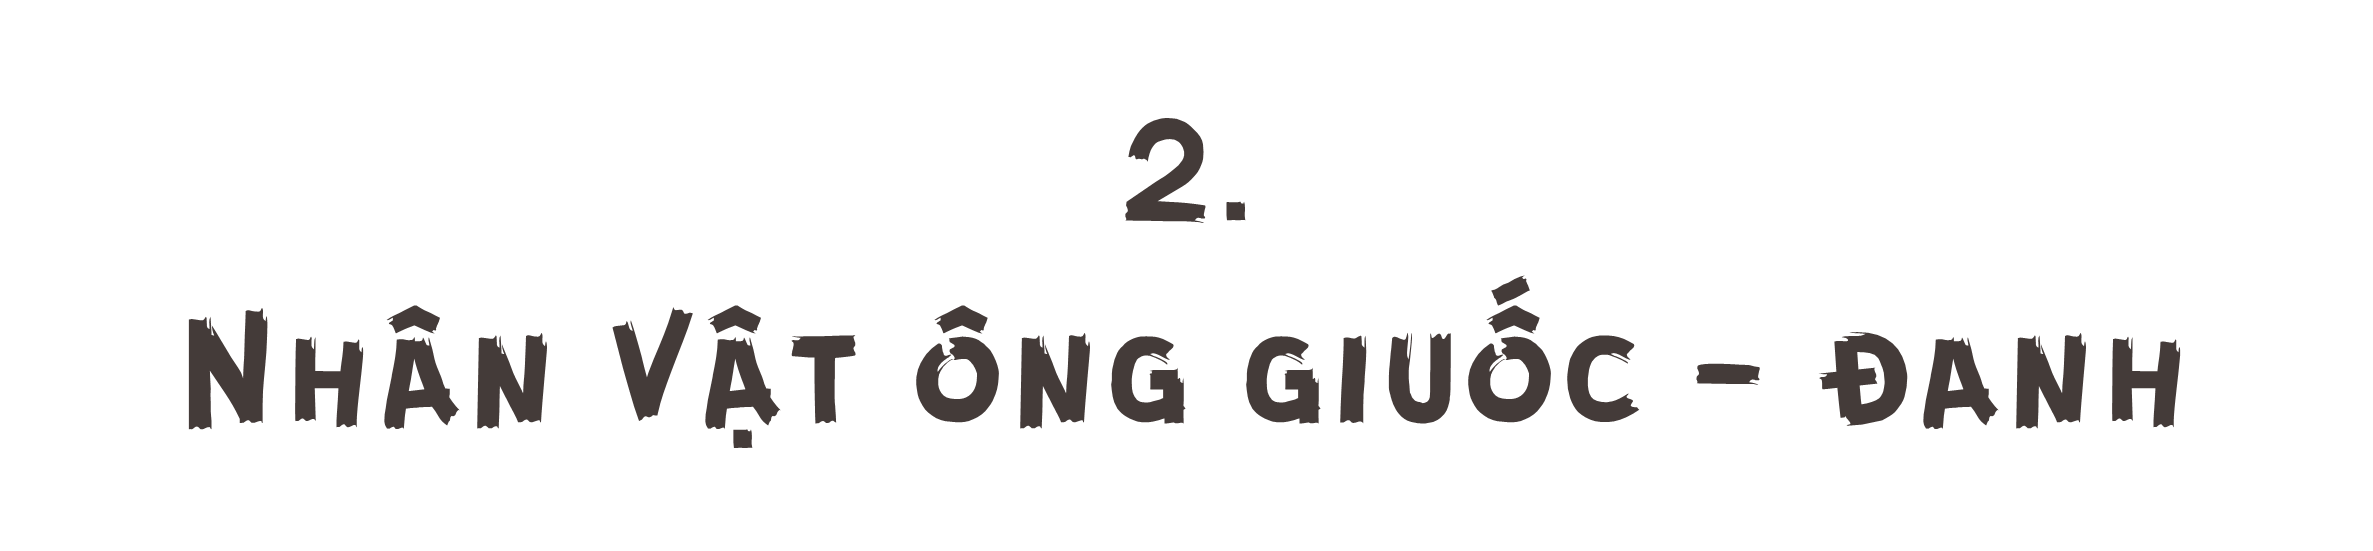 2.
Nhân vật ông giuốc - Đanh